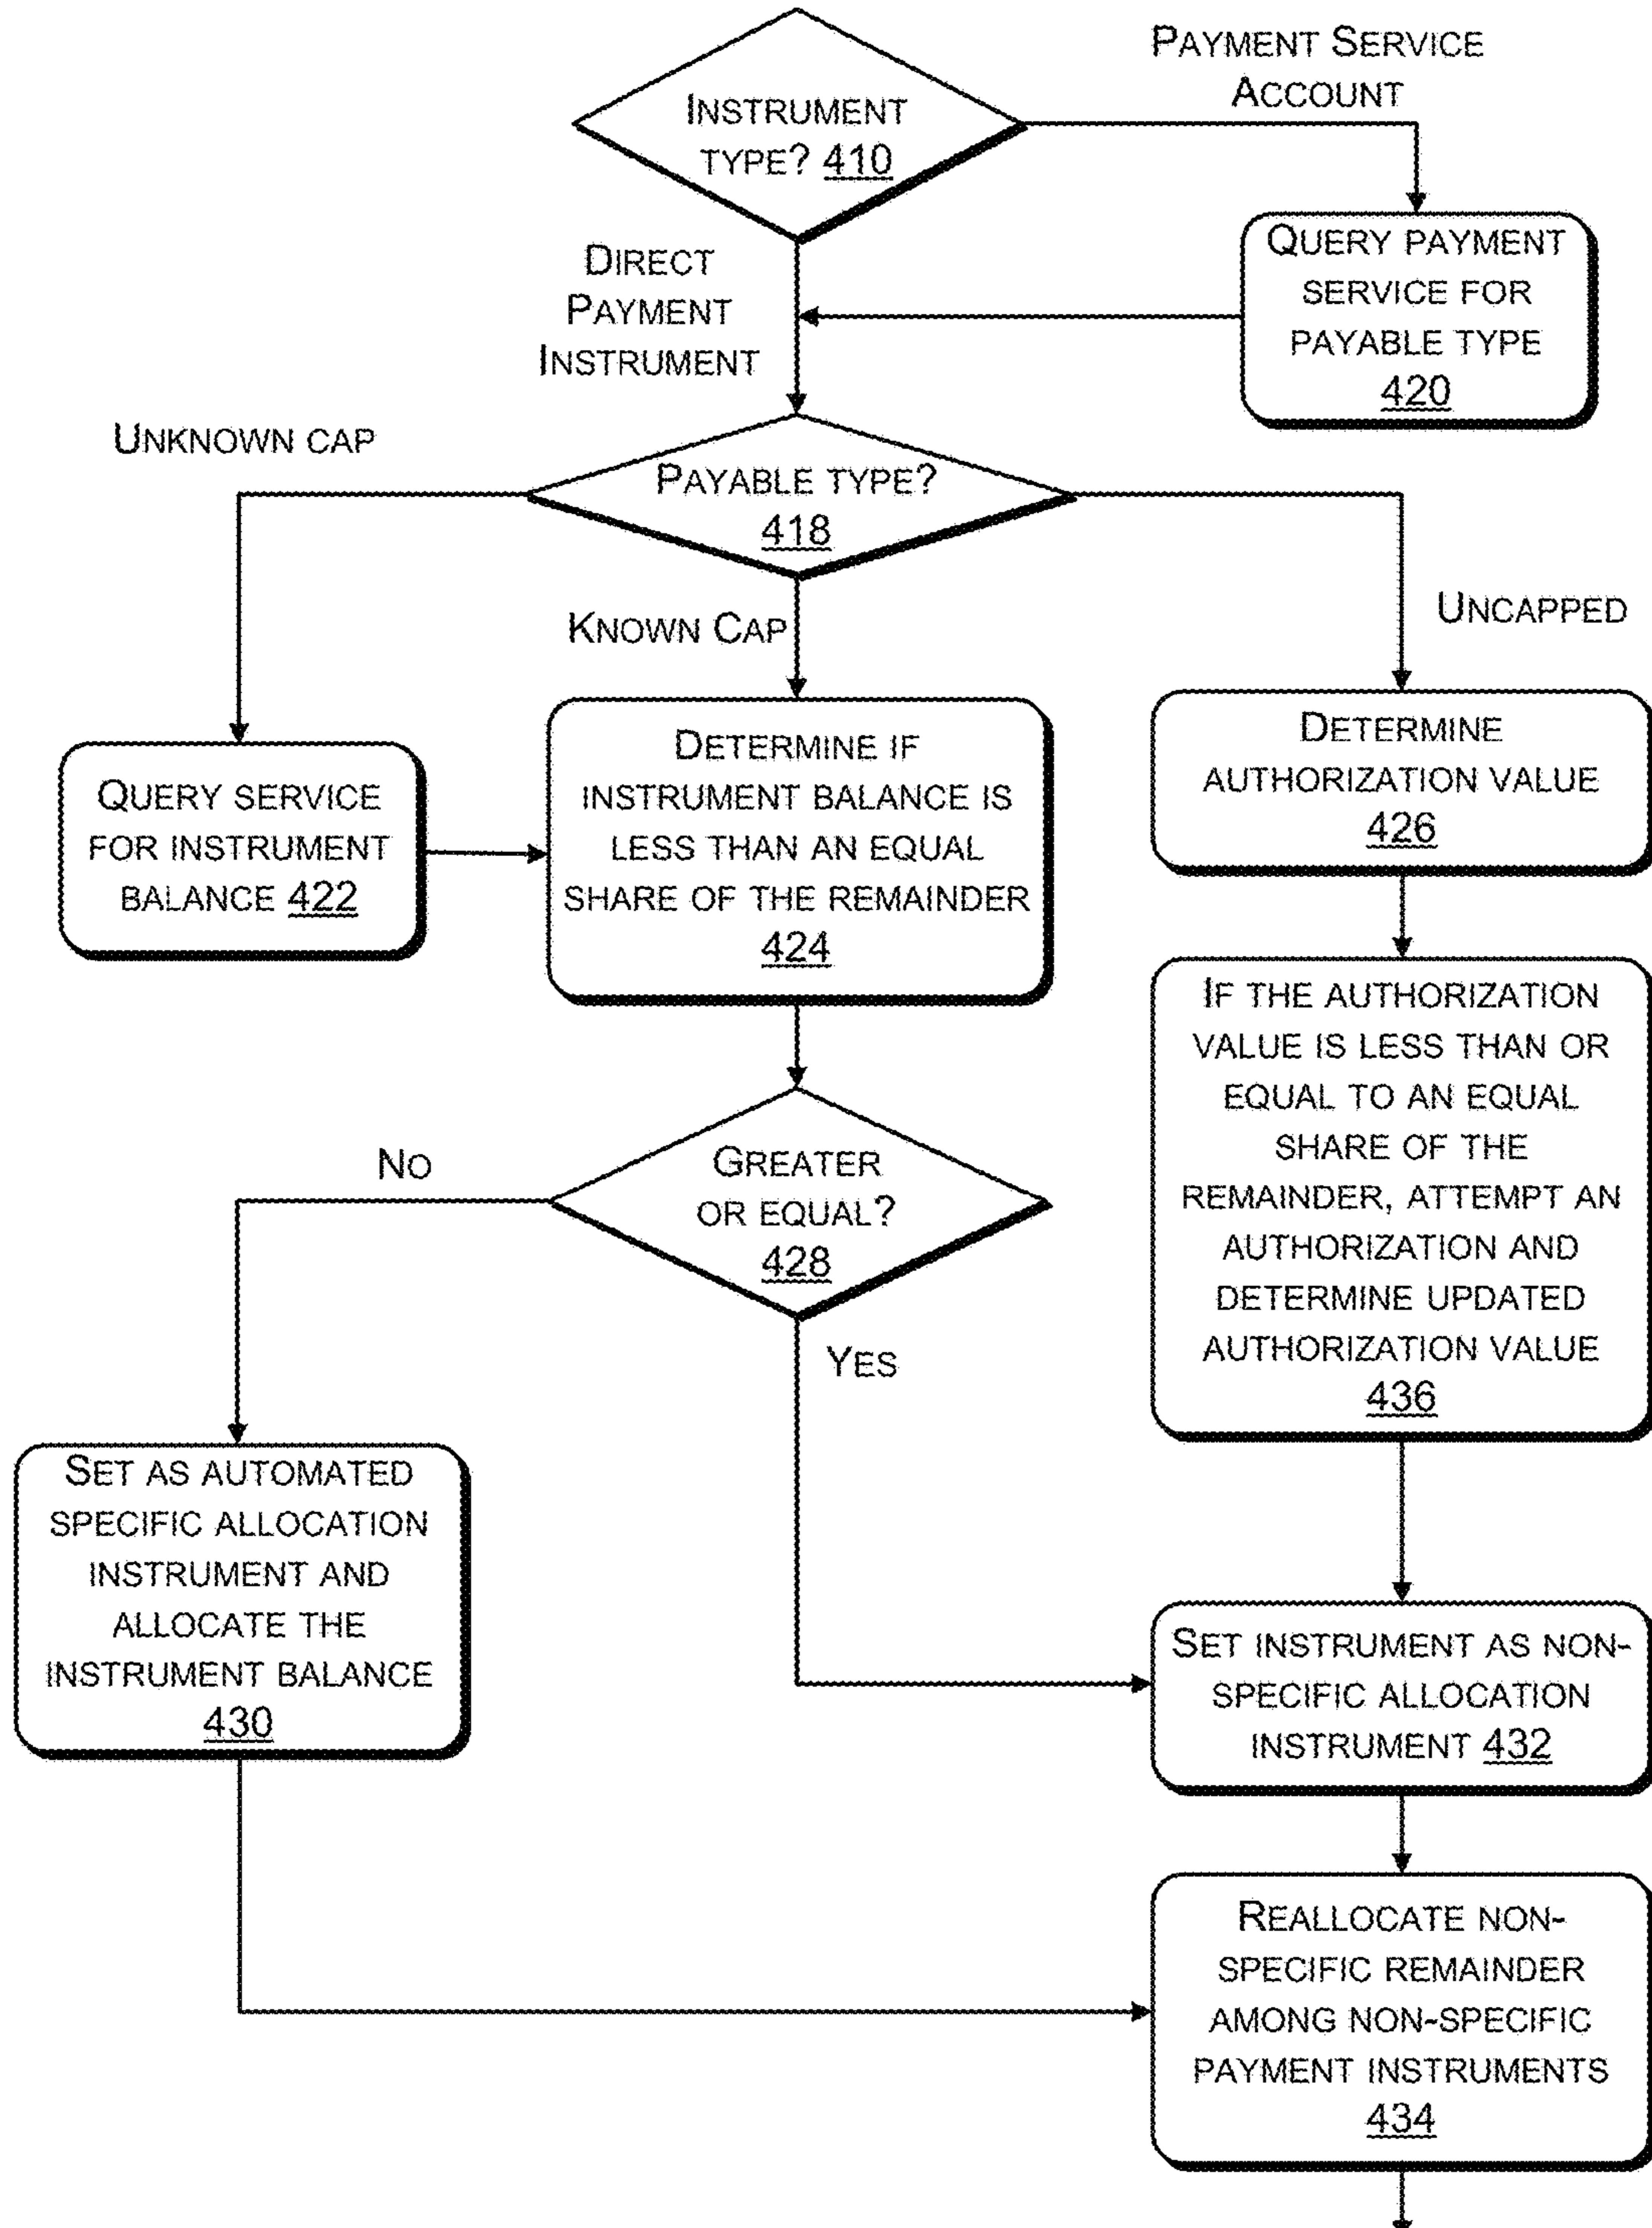 PAYMENT SERVICE
ACCOUNT
INSTRUMENT
TYPE? 410
DIRECT
PAYMENT
INSTRUMENT
QUERY PAYMENT
SERVICE FOR
PAYABLE TYPE
420
UNKNOWN CAP
PAYABLE TYPE?
418
KNOWN CAP
UNCAPPED
QUERY SERVICE
FOR INSTRUMENT
BALANCE 422
DETERMINE IF
INSTRUMENT BALANCE IS
LESS THAN AN EQUAL
SHARE OF THE REMAINDER
424
DETERMINE
AUTHORIZATION VALUE
426
IF THE AUTHORIZATION
VALUE IS LESS THAN OR
EQUAL TO AN EQUAL
SHARE OF THE
REMAINDER, ATTEMPT AN
AUTHORIZATION AND
DETERMINE UPDATED
AUTHORIZATION VALUE
436
NO
GREATER
OR EQUAL?
428
YES
SET AS AUTOMATED
SPECIFIC ALLOCATION
INSTRUMENT AND
ALLOCATE THE
INSTRUMENT BALANCE
430
SET INSTRUMENT AS NON-
SPECIFIC ALLOCATION
INSTRUMENT 432
REALLOCATE NON-
SPECIFIC REMAINDER
AMONG NON-SPECIFIC
PAYMENT INSTRUMENTS
434